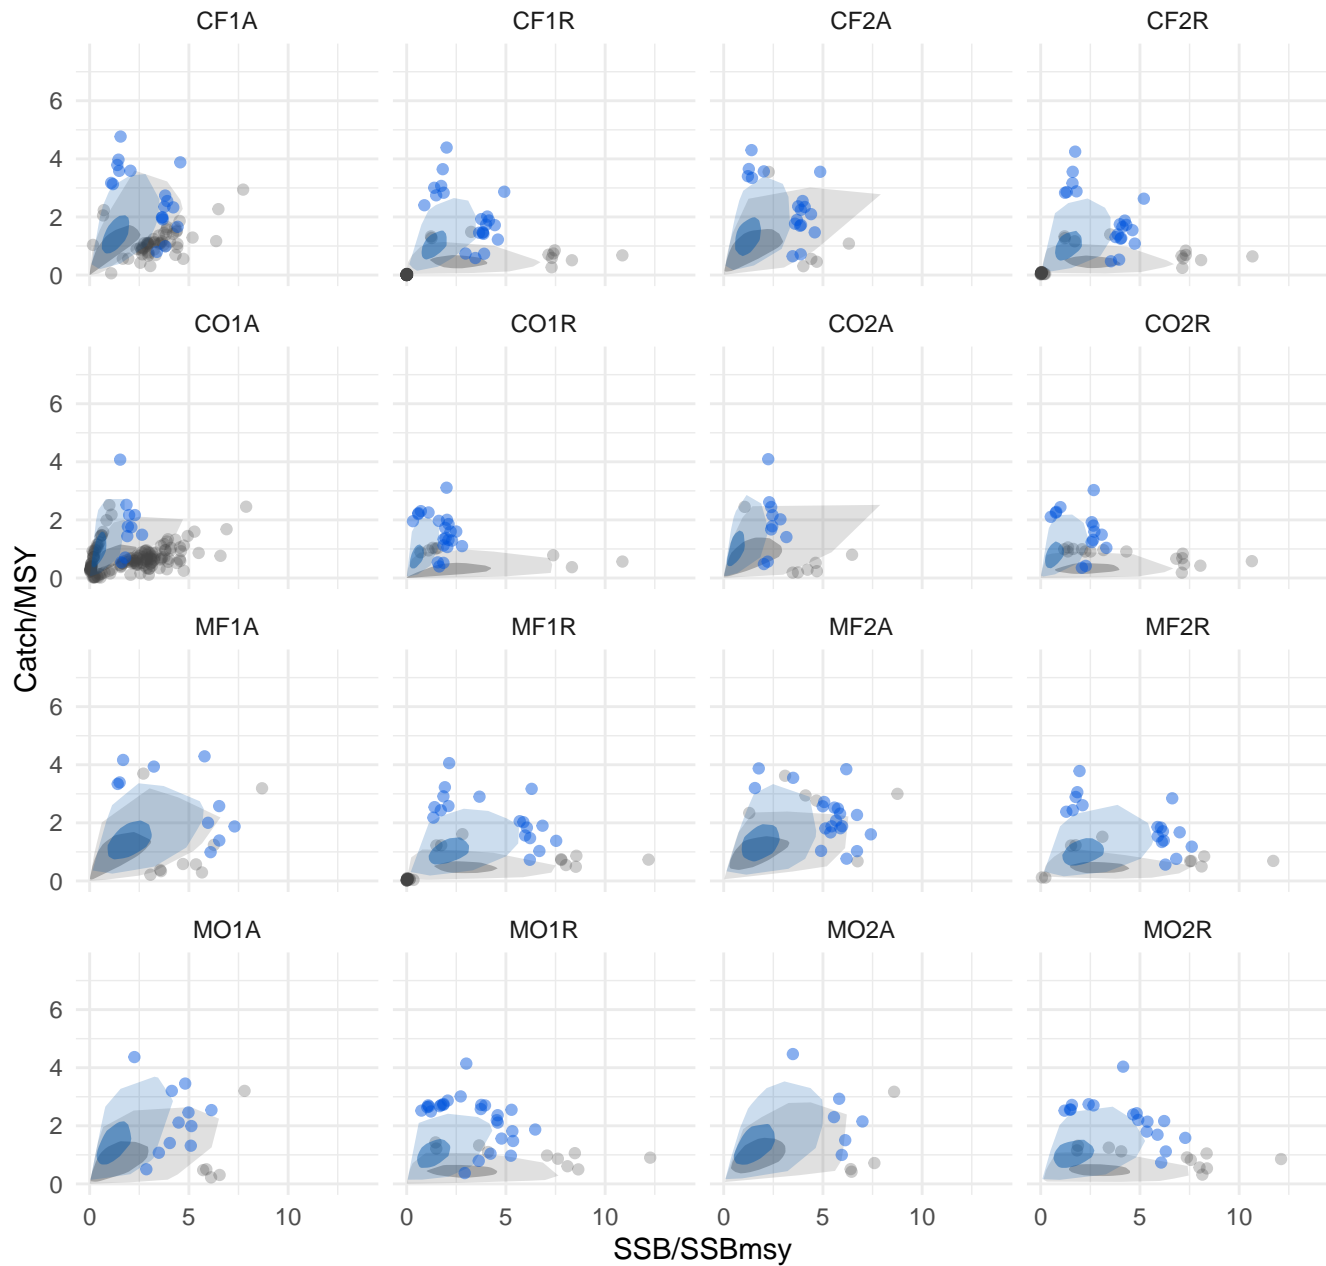 CF1A CF1R CF2A CF2R
6
4
2
0
CO1A CO1R CO2A CO2R
6
4
2
0
MF1A MF1R MF2A MF2R
6
4
2
0
MO1A MO1R MO2A MO2R
6
4
2
0
0 5 10 0 5 10 0 5 10 0 5 10
SSB/SSBmsy
Catch/MSY